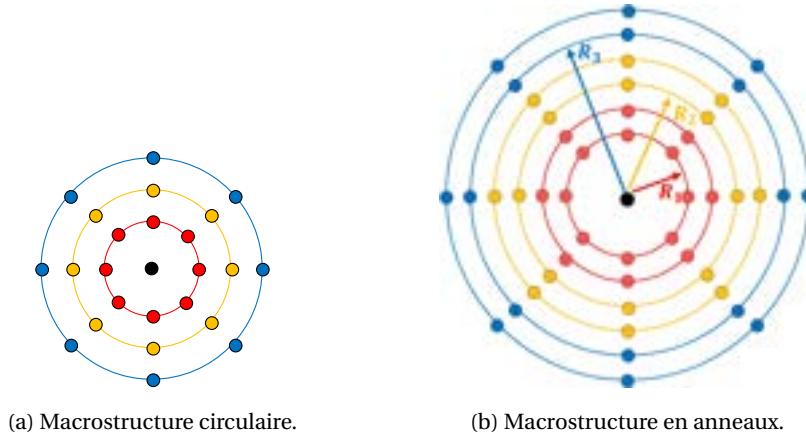 R₃
R₂
R₁
(a) Macrostructure circulaire.
(b) Macrostructure en anneaux.